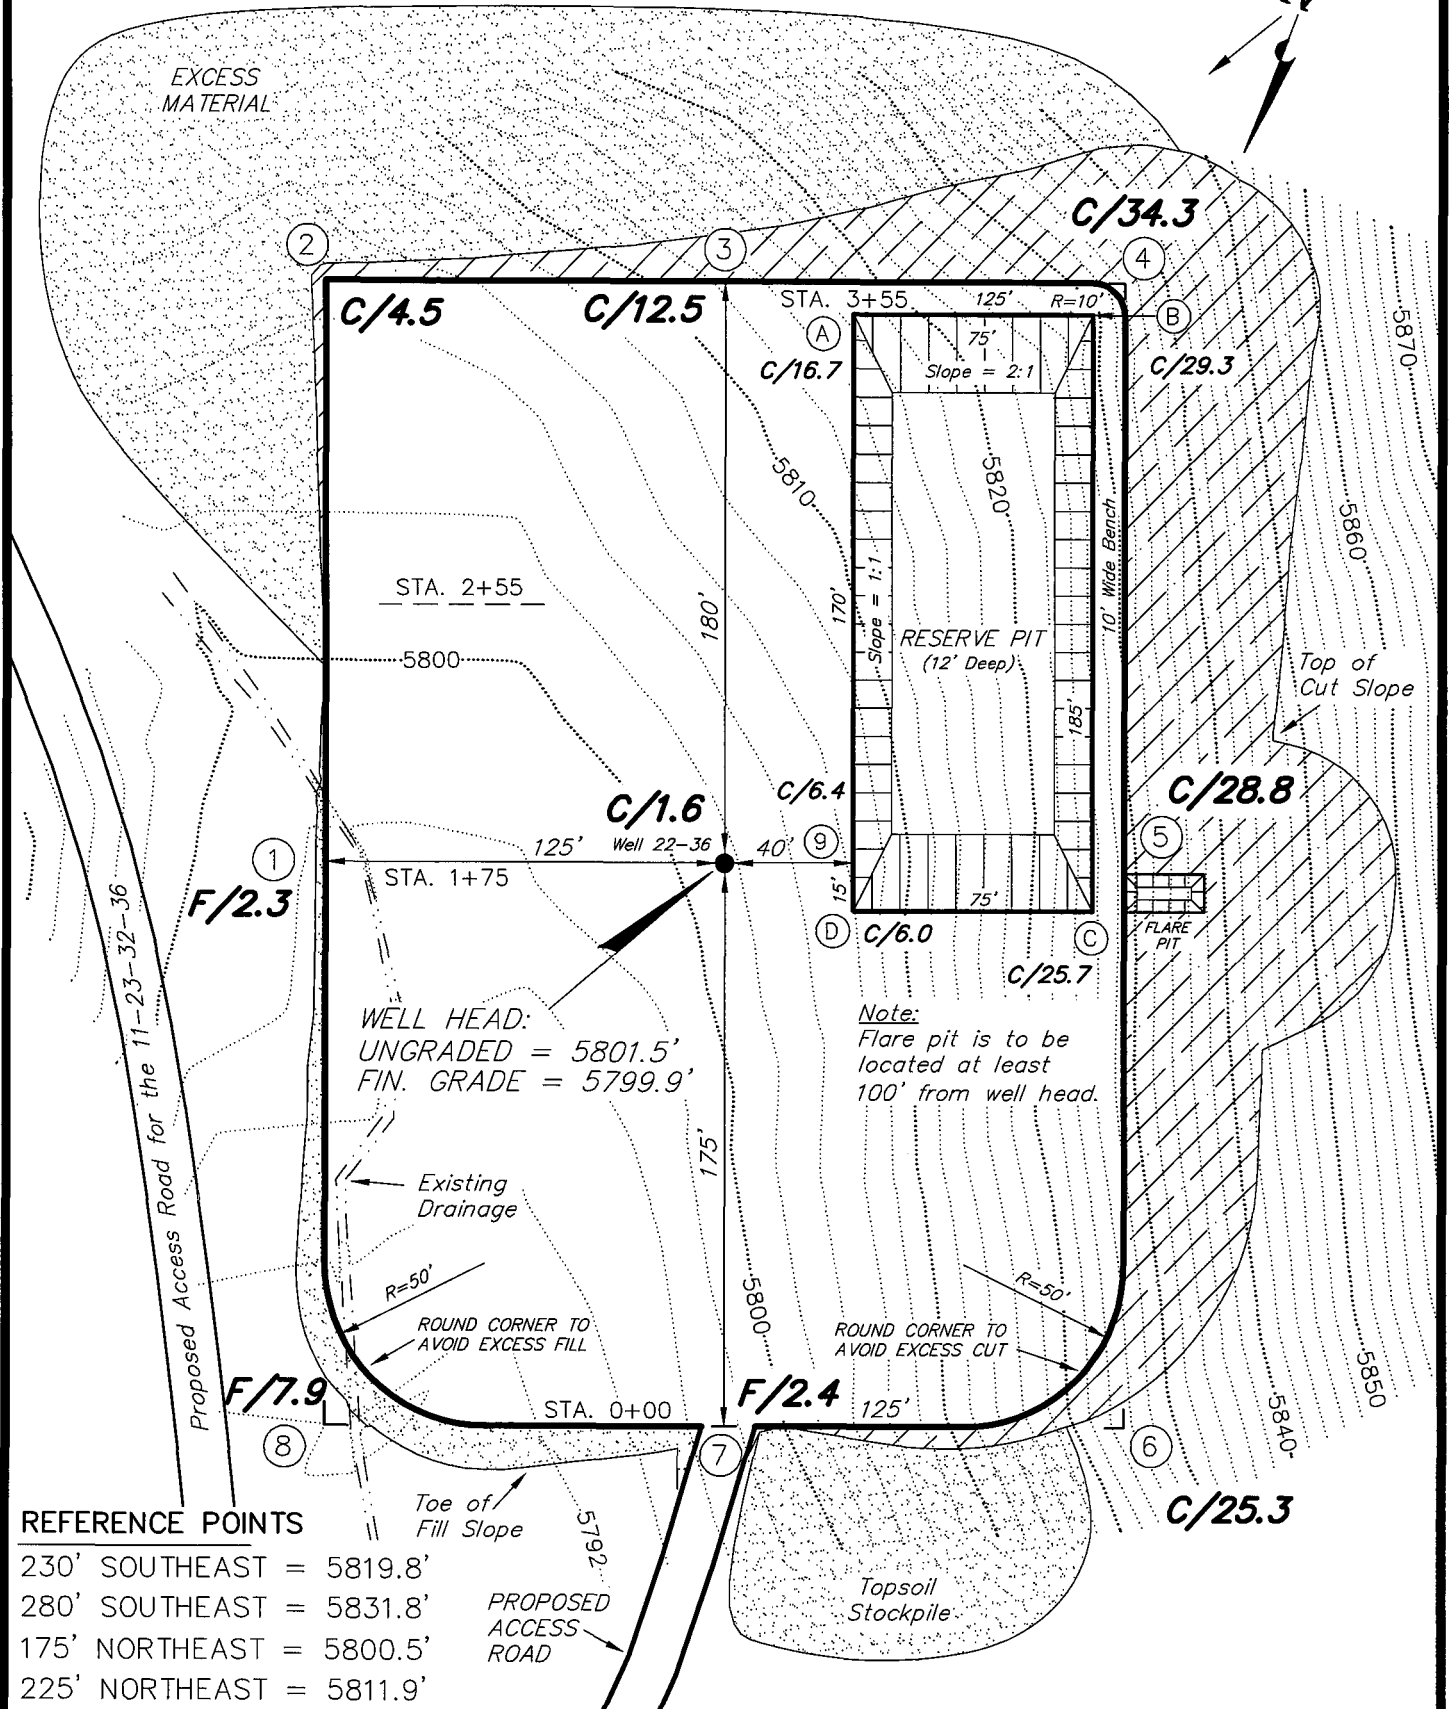 EXCESS
MATERIAL
C/34.3
2
3
4
C/4.5
C/12.5
STA. 3+55
125'
R=10'
A
B
75'
C/16.7
Slope = 2:1
C/29.3
5870
5810
5820
10' Wide Bench
5860
STA. 2+55
180'
170'
Slope = 1:1
RESERVE PIT
(12' Deep)
5800
185'
Top of
Cut Slope
C/1.6
C/6.4
C/28.8
1
125'
Well 22-36
40'
9
5
STA. 1+75
F/2.3
15'
75'
D
C/6.0
C
FLARE
PIT
C/25.7
WELL HEAD:
UNGRADED = 5801.5'
FIN. GRADE = 5799.9'
Note:
Flare pit is to be
located at least
100' from well head.
Proposed Access Road for the 11-23-32-36
175'
Existing
Drainage
R=50'
5800
R=50'
ROUND CORNER TO
AVOID EXCESS FILL
ROUND CORNER TO
AVOID EXCESS CUT
5850
F/7.9
F/2.4
STA. 0+00
125'
5840
8
7
6
Toe of
Fill Slope
5792
C/25.3
REFERENCE POINTS
230' SOUTHEAST = 5819.8'
280' SOUTHEAST = 5831.8'
175' NORTHEAST = 5800.5'
225' NORTHEAST = 5811.9'
PROPOSED
ACCESS
ROAD
Topsoil
Stockpile